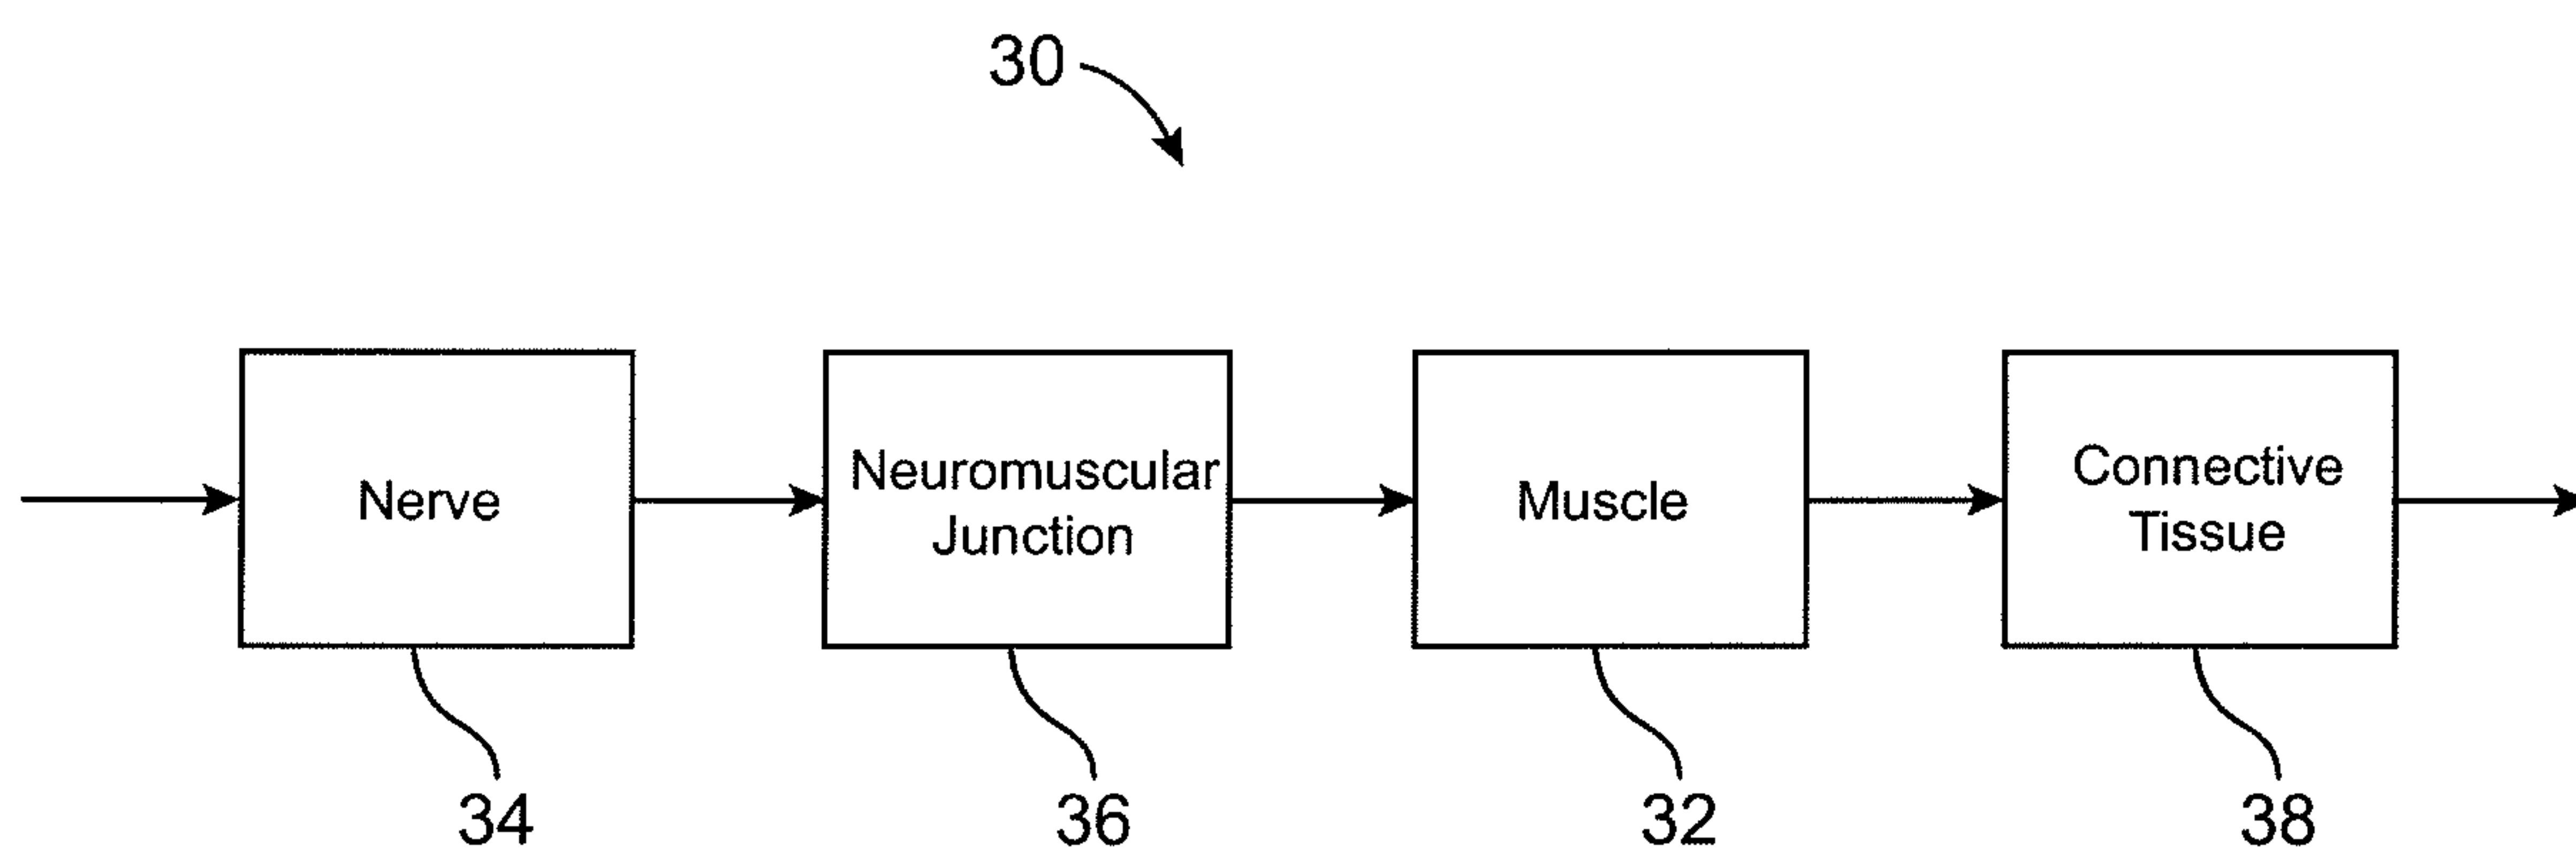 30
Nerve
Neuromuscular
Junction
Muscle
Connective
Tissue
34
36
32
38